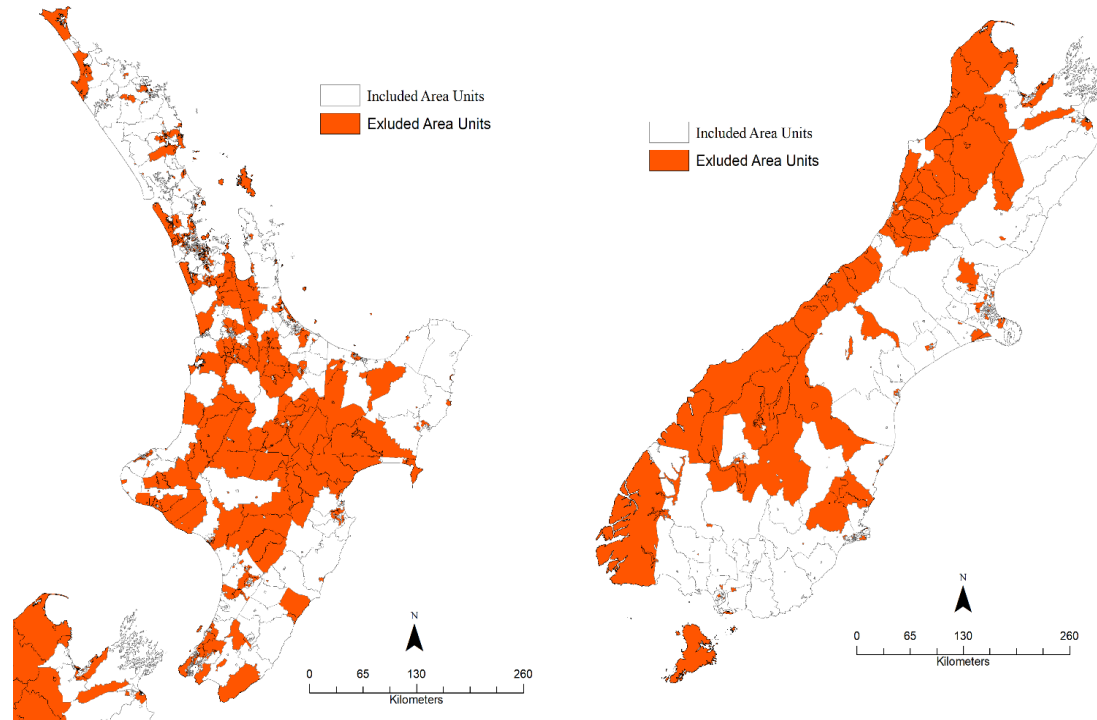 Included Area Units
Exluded Area Units
N
0 65 130 260
Kilometers
Included Area Units
Exluded Area Units
N
0 65 130 260
Kilometers